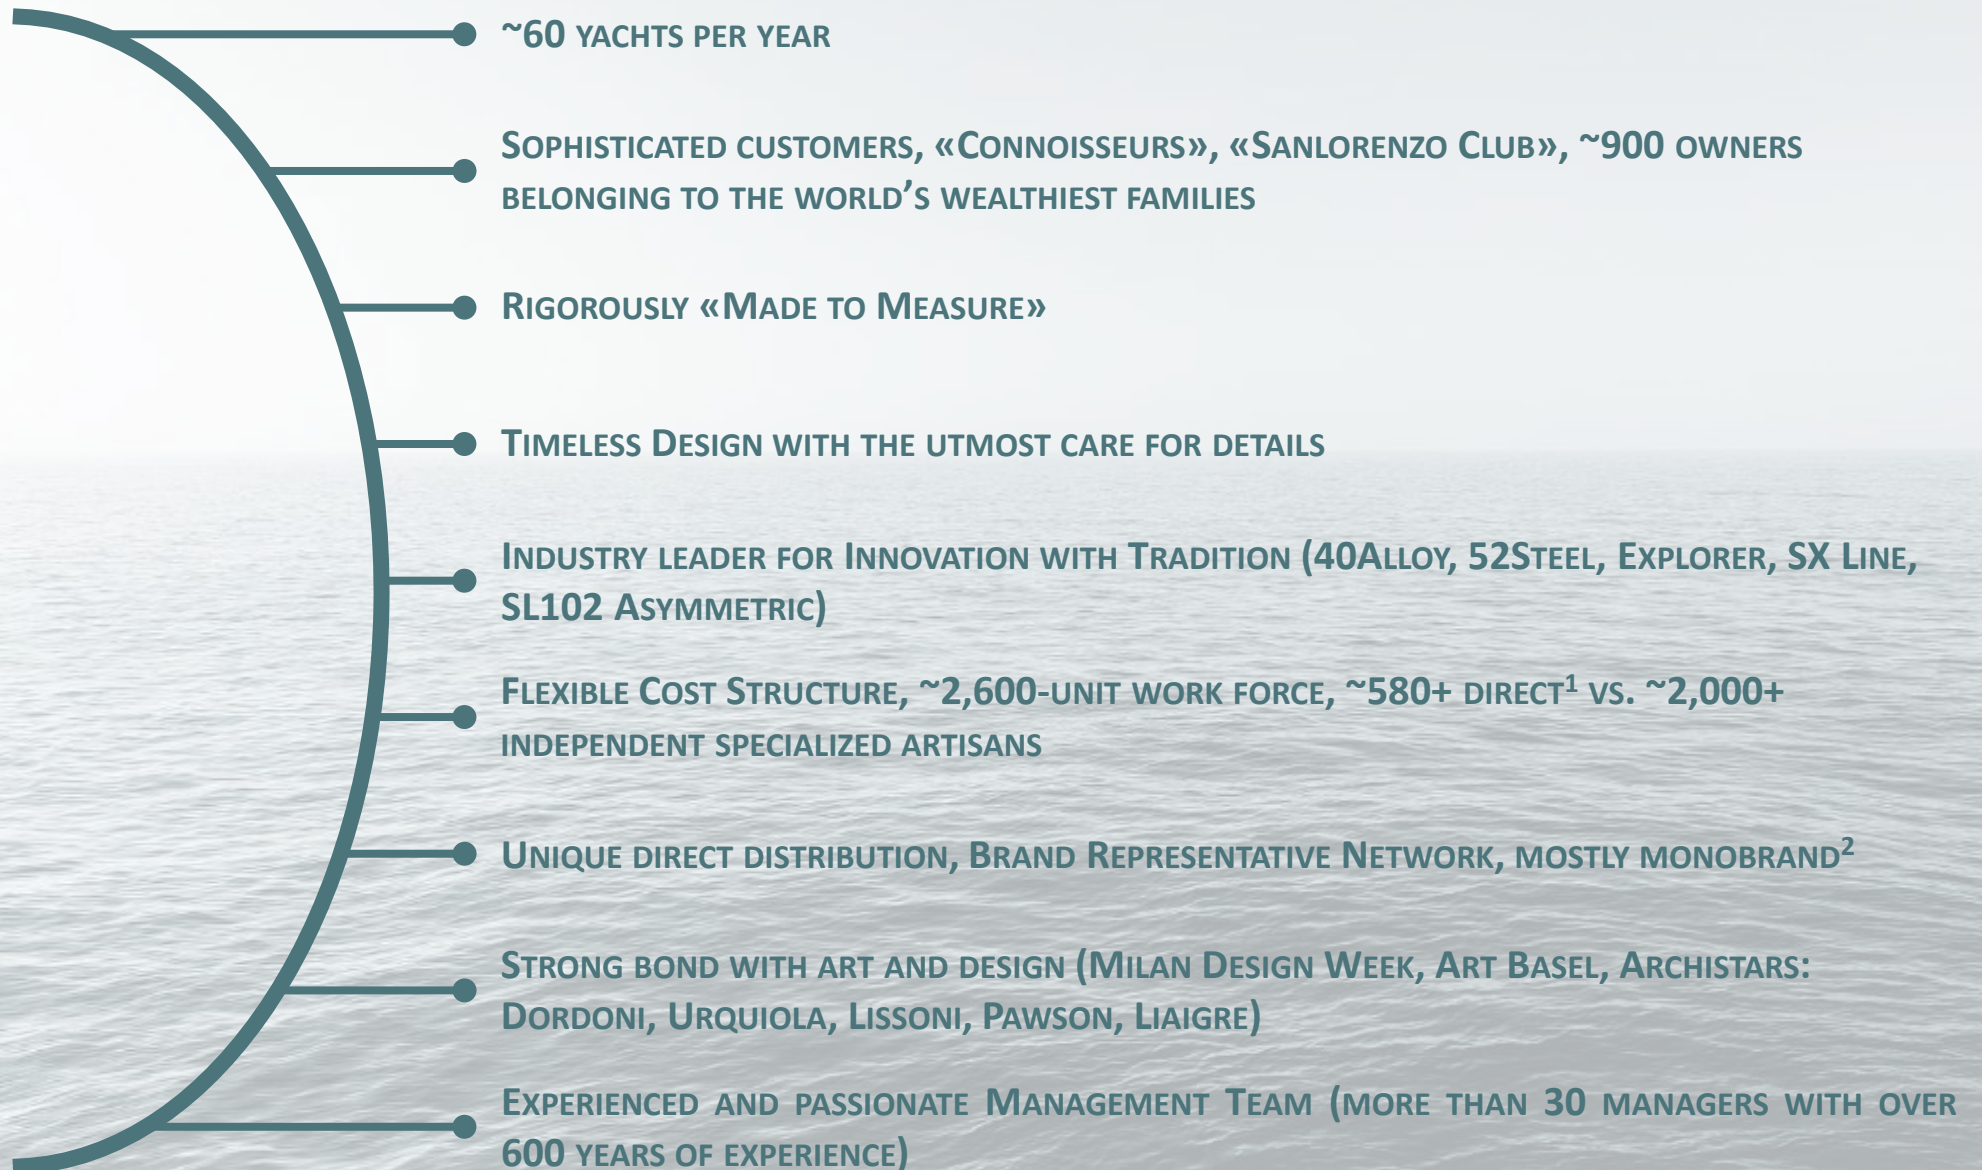 ~60 YACHTS PER YEAR
SOPHISTICATED CUSTOMERS, «CONNOISSEURS», «SANLORENZO CLUB», ~900 OWNERS
BELONGING TO THE WORLD’S WEALTHIEST FAMILIES
RIGOROUSLY «MADE TO MEASURE»
TIMELESS DESIGN WITH THE UTMOST CARE FOR DETAILS
INDUSTRY LEADER FOR INNOVATION WITH TRADITION (40ALLOY, 52STEEL, EXPLORER, SX LINE,
SL102 ASYMMETRIC)
FLEXIBLE COST STRUCTURE, ~2,600-UNIT WORK FORCE, ~580+ DIRECT¹ VS. ~2,000+
INDEPENDENT SPECIALIZED ARTISANS
UNIQUE DIRECT DISTRIBUTION, BRAND REPRESENTATIVE NETWORK, MOSTLY MONOBRAND²
STRONG BOND WITH ART AND DESIGN (MILAN DESIGN WEEK, ART BASEL, ARCHISTARS:
DORDONI, URQUIOLA, LISSONI, PAWSON, LIAIGRE)
EXPERIENCED AND PASSIONATE MANAGEMENT TEAM (MORE THAN 30 MANAGERS WITH OVER
600 YEARS OF EXPERIENCE)